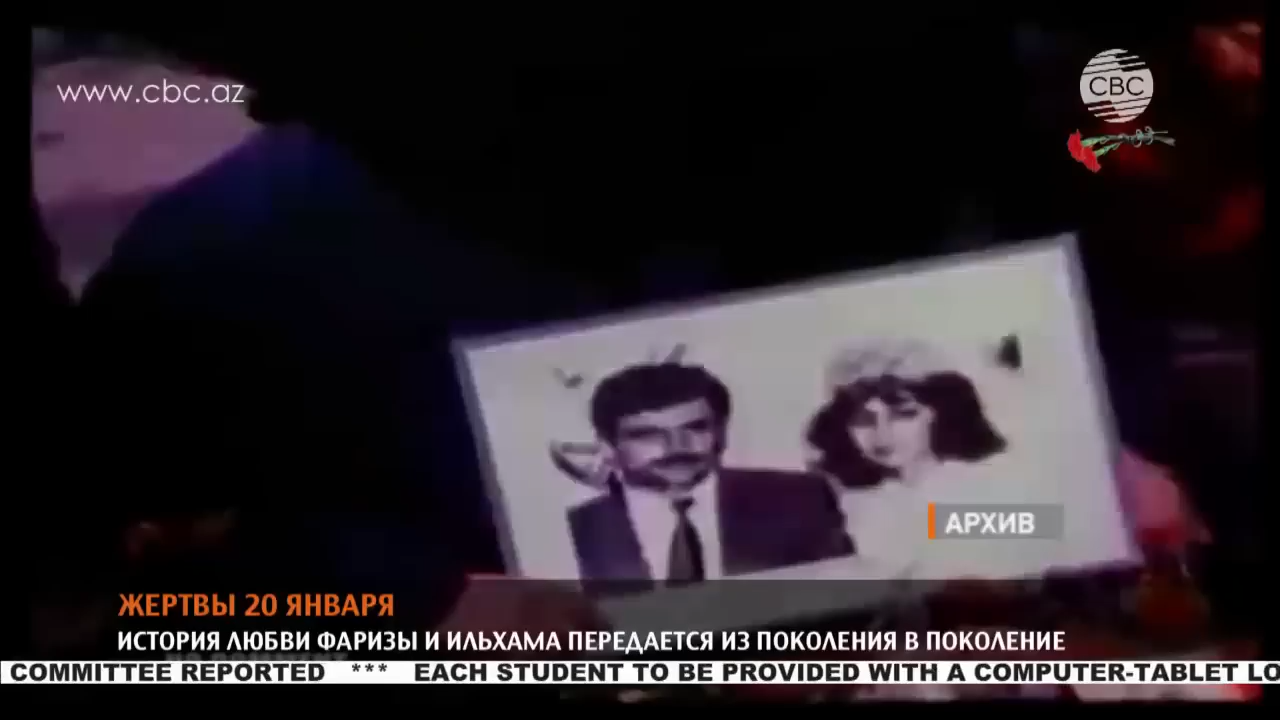 www.cbc.az
CBC
АРХИВ
ЖЕРТВЫ 20 ЯНВАРЯ
ИСТОРИЯ ЛЮБВИ ФАРИЗЫ И ИЛЬХАМА ПЕРЕДАЕТСЯ ИЗ ПОКОЛЕНИЯ В ПОКОЛЕНИЕ
COMMITTEE REPORTED *** EACH STUDENT TO BE PROVIDED WITH A COMPUTER-TABLET LO